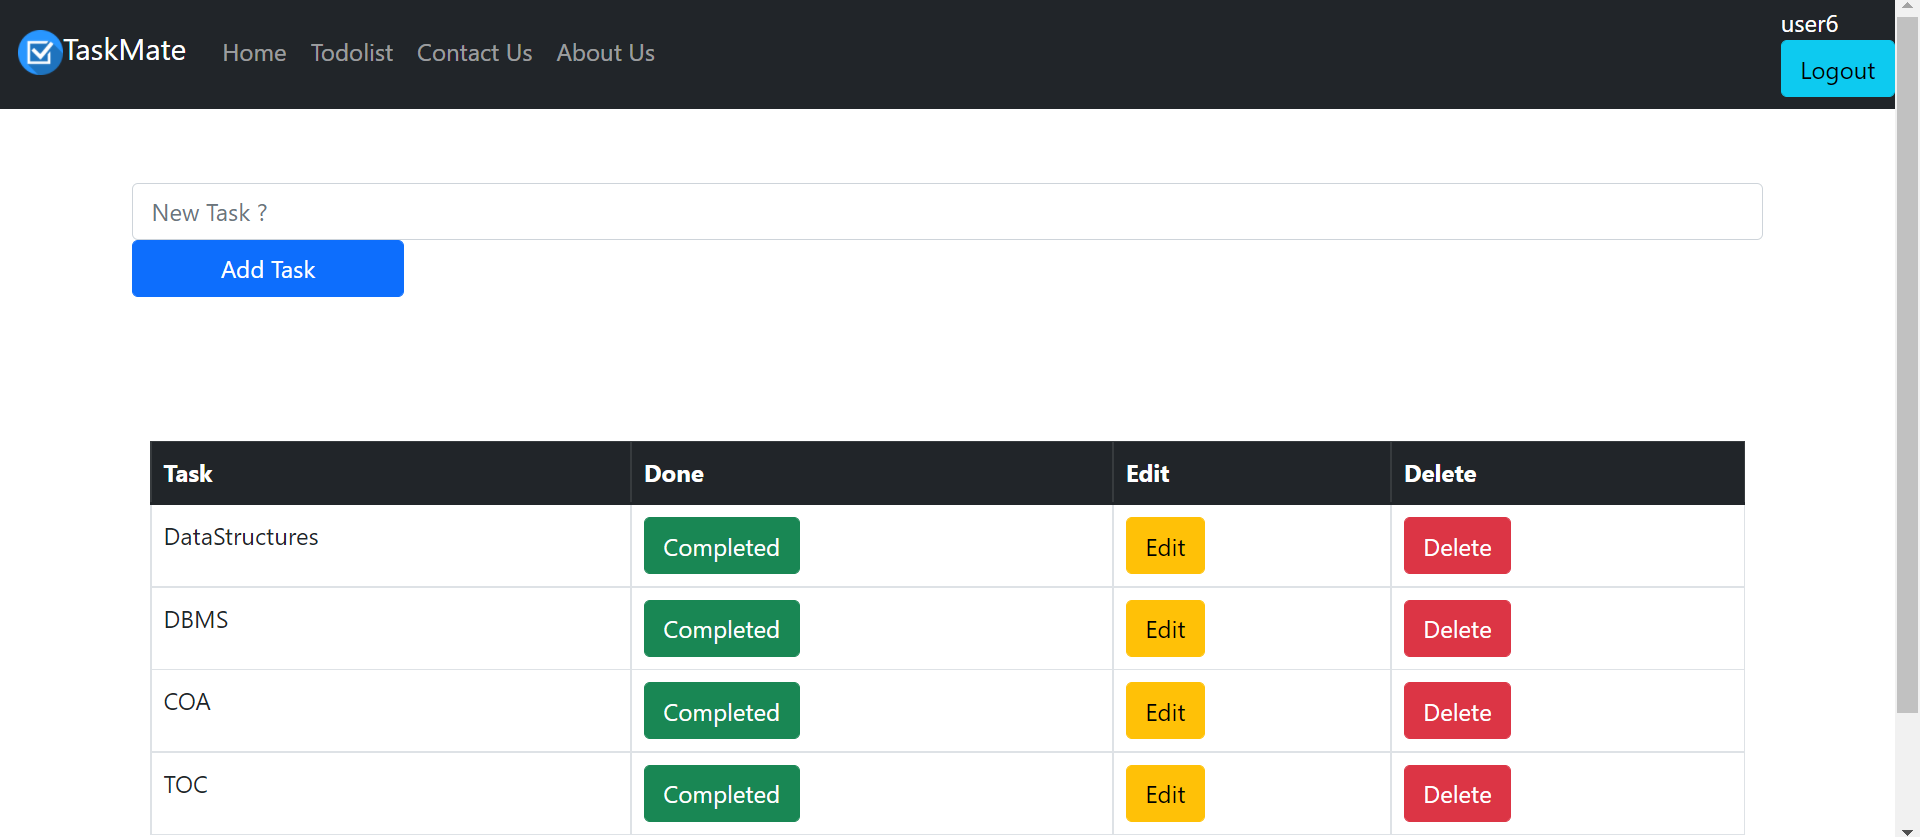 TaskMate Home Todolist Contact Us About Us
user6
Logout
New Task ?
Add Task
Task Done Edit Delete
DataStructures Completed Edit Delete
DBMS Completed Edit Delete
COA Completed Edit Delete
TOC Completed Edit Delete